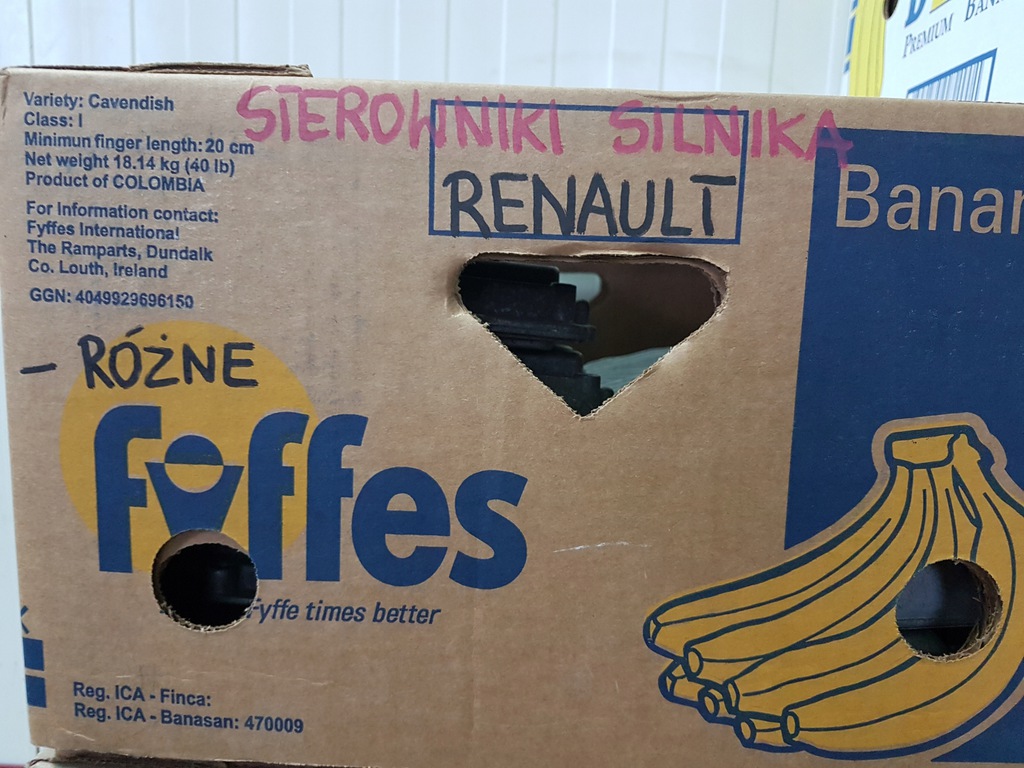 Variety: Cavendish
Class: I
Minimun finger length: 20 cm
Net weight 18.14 kg (40 lb)
Product of COLOMBIA
For Information contact:
Fyffes International
The Ramparts, Dundalk
Co. Louth, Ireland
GGN: 4049929696150
STEROWNIKI SILNIKA
RENAULT
- RÓŻNE
fyffes
Fyffe times better
Reg. ICA - Finca:
Reg. ICA - Banasan: 470009
PREMIUM